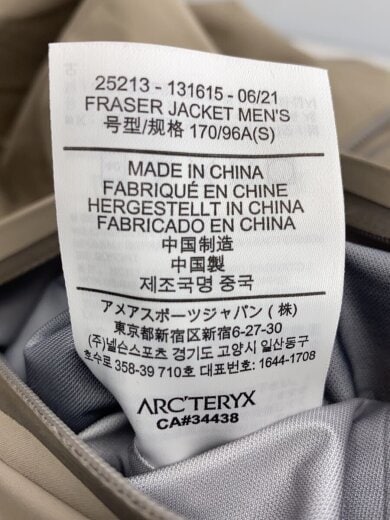 25213 - 131615 - 06/21
FRASER JACKET MEN'S
号型/规格 170/96A(S)
MADE IN CHINA
FABRIQUÉ EN CHINE
HERGESTELLT IN CHINA
FABRICADO EN CHINA
中国制造
中國製
제조국명 중국
アメアスポーツジャパン (株)
東京都新宿区新宿6-27-30
(주)넬슨스포츠 경기도 고양시 일산동구
호수로 358-39 710호 대표번호: 1644-1708
ARC'TERYX
CA#34438